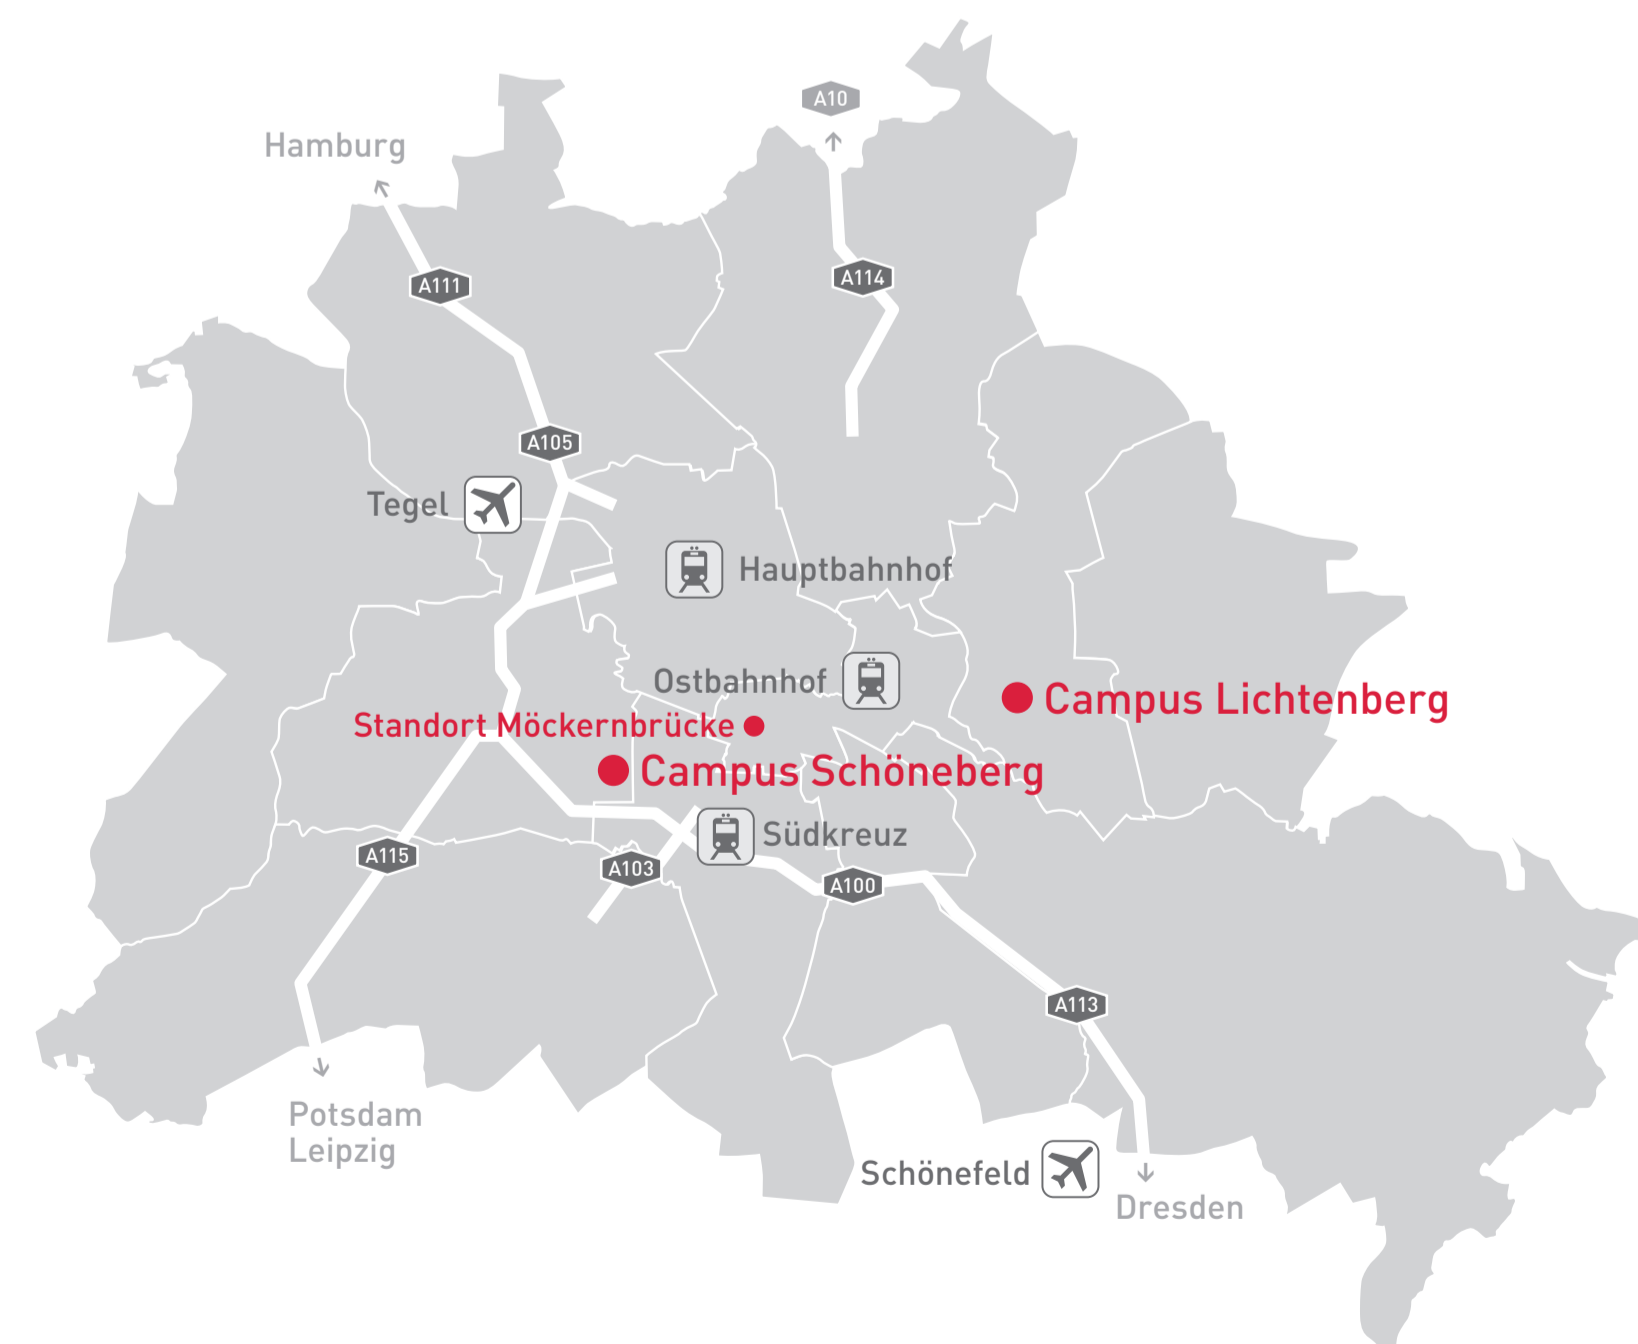 A10
Hamburg
A111
A114
A105
Tegel
Hauptbahnhof
Ostbahnhof
Campus Lichtenberg
Standort Möckernbrücke
Campus Schöneberg
Südkreuz
A115
A103
A100
A113
Potsdam
Leipzig
Schönefeld
Dresden